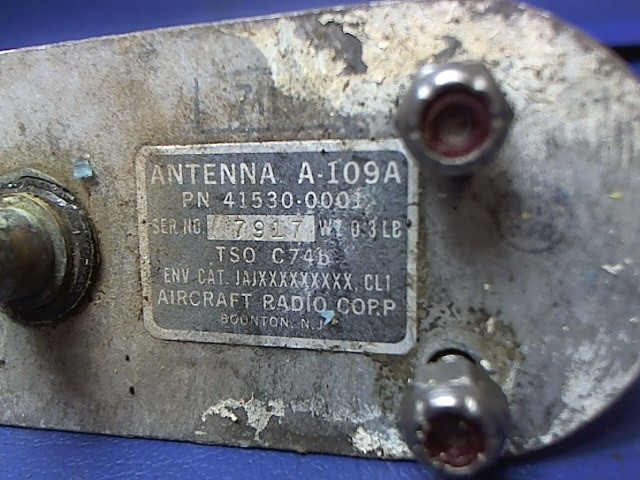 ANTENNA A-109A
PN 41530-0001
SER NO 7917 WT 0.3 LB
TSO C74b
ENV CAT. JAJXXXXXXXXX, CL1
AIRCRAFT RADIO CORP
BOONTON, N.J.